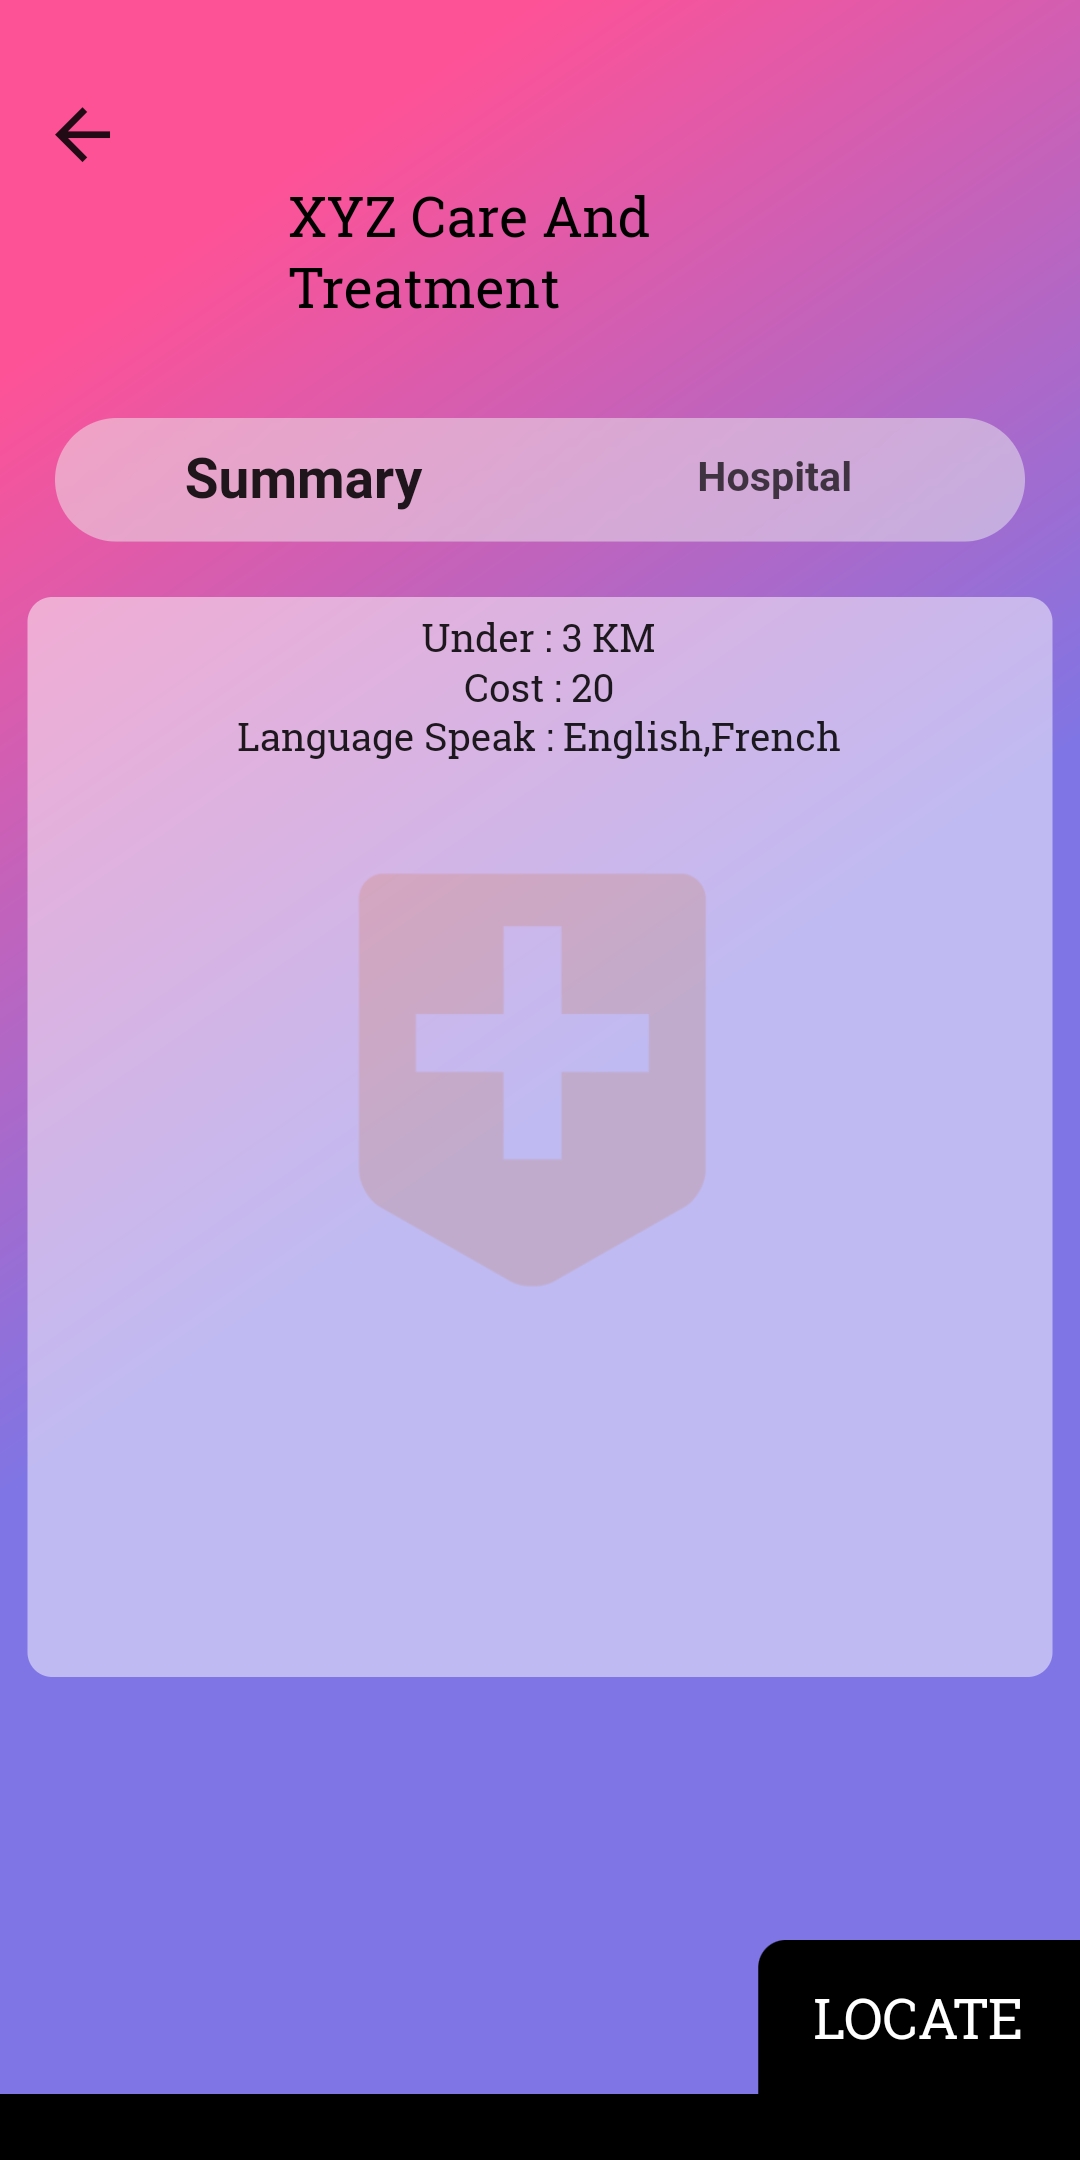 XYZ Care And
Treatment
Summary
Hospital
Under : 3 KM
Cost : 20
Language Speak : English,French
LOCATE